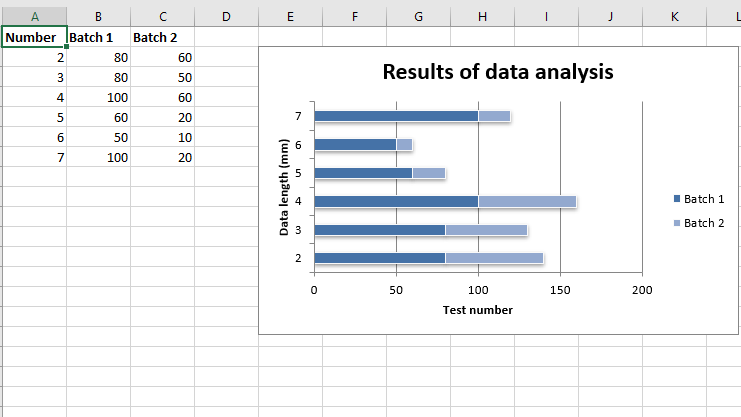 A B C D E F G H I J K L
Number Batch 1 Batch 2
2 80 60
3 80 50
4 100 60
5 60 20
6 50 10
7 100 20
Results of data analysis
Data length (mm)
7
6
5
4
3
2
0 50 100 150 200
Test number
Batch 1
Batch 2